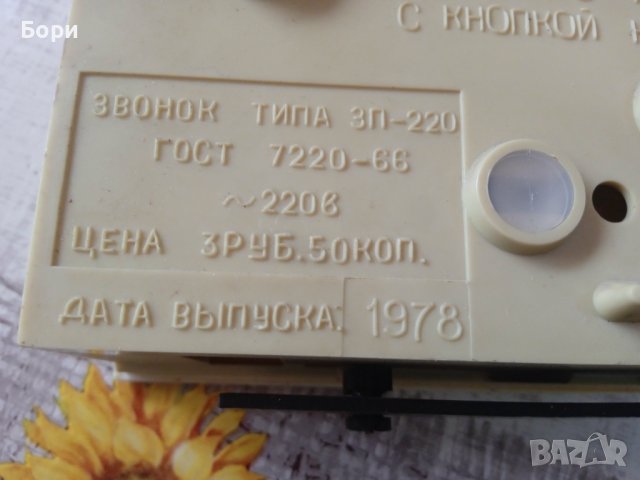 Бори
С КНОПКОЙ
ЗВОНОК ТИПА ЗП-220
ГОСТ 7220-66
~220в
ЦЕНА 3РУБ.50КОП.
ДАТА ВЫПУСКА: 1978
BAZAR